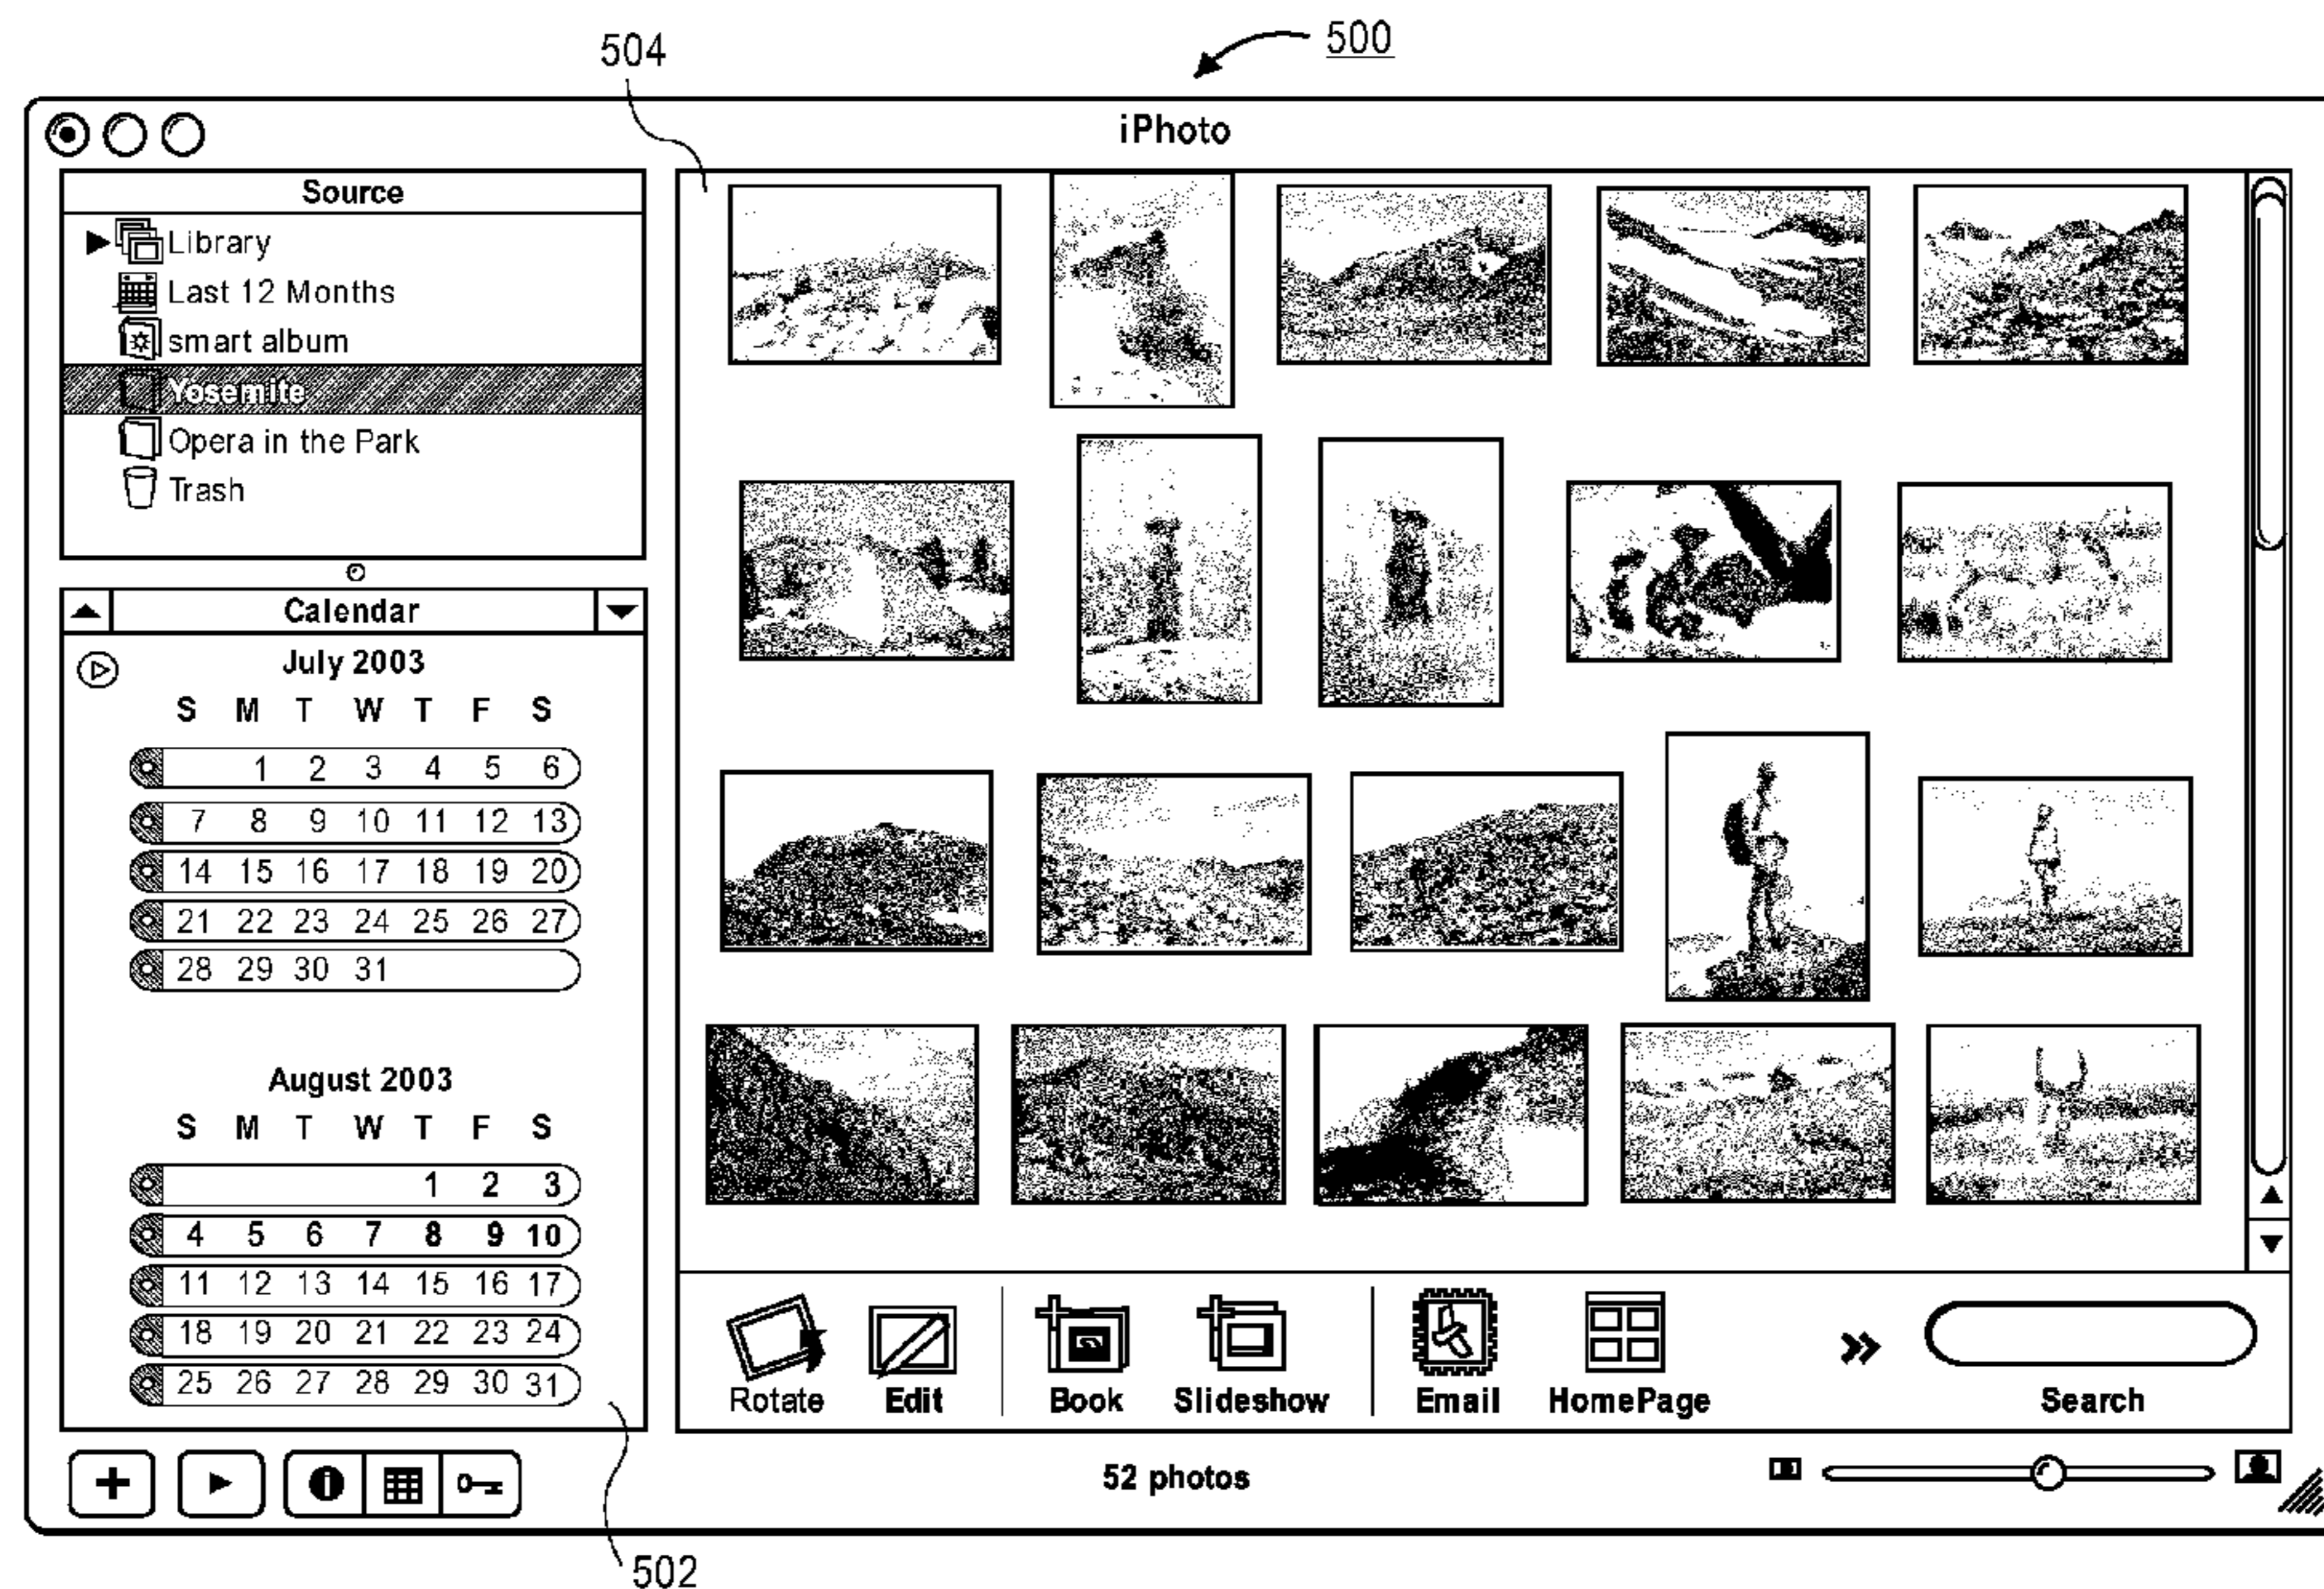 504
500
iPhoto
Source
Library
Last 12 Months
smart album
Yosemite
Opera in the Park
Trash
Calendar
July 2003
S M T W T F S
1 2 3 4 5 6
7 8 9 10 11 12 13
14 15 16 17 18 19 20
21 22 23 24 25 26 27
28 29 30 31
August 2003
S M T W T F S
1 2 3
4 5 6 7 8 9 10
11 12 13 14 15 16 17
18 19 20 21 22 23 24
25 26 27 28 29 30 31
Rotate Edit Book Slideshow Email HomePage Search
52 photos
502